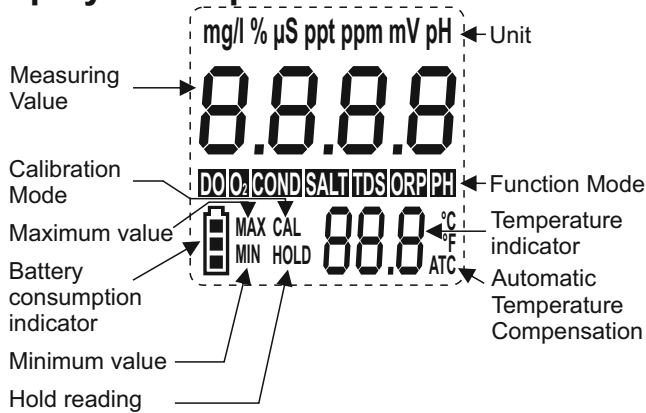 mg/l % µS ppt ppm mV pH
Unit
Measuring
Value
8.8.8.8
Calibration
Mode
DO O₂ COND SALT TDS ORP PH
Function Mode
Maximum value
MAX CAL
MIN HOLD
88.8
°C
°F
ATC
Temperature
indicator
Battery
consumption
indicator
Automatic
Temperature
Compensation
Minimum value
Hold reading